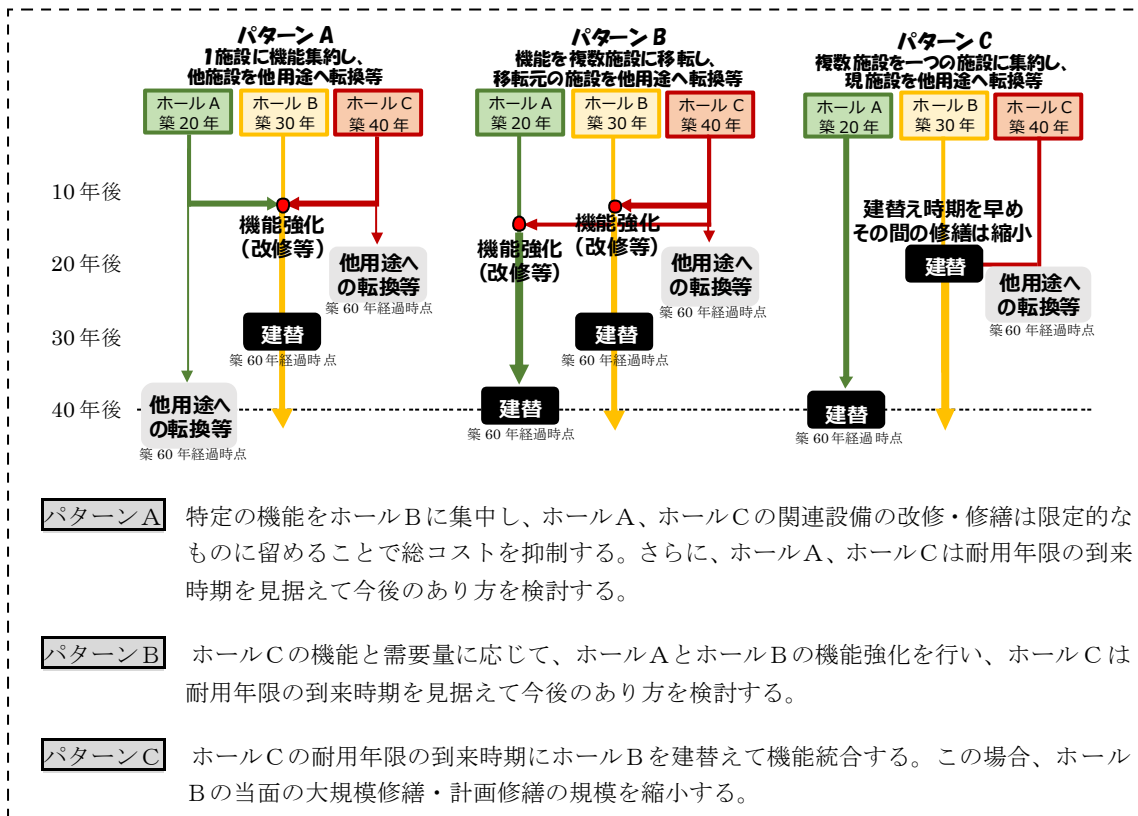 パターン A
1施設に機能集約し、
他施設を他用途へ転換等
ホール A
築 20 年
ホール B
築 30 年
ホール C
築 40 年
10 年後
20 年後
30 年後
40 年後
機能強化
(改修等)
他用途へ
の転換等
築 60 年経過時点
建替
築 60 年経過時点
他用途へ
の転換等
築 60 年経過時点
パターン B
機能を複数施設に移転し、
移転元の施設を他用途へ転換等
ホール A
築 20 年
ホール B
築 30 年
ホール C
築 40 年
機能強化
(改修等)
機能強化
(改修等)
他用途へ
の転換等
築 60 年経過時点
建替
築 60 年経過時点
建替
築 60 年経過時点
パターン C
複数施設を一つの施設に集約し、
現施設を他用途へ転換等
ホール A
築 20 年
ホール B
築 30 年
ホール C
築 40 年
建替え時期を早め
その間の修繕は縮小
建替
他用途へ
の転換等
築 60 年経過時点
建替
築 60 年経過時点
パターンA 特定の機能をホールBに集中し、ホールA、ホールCの関連設備の改修・修繕は限定的な
ものに留めることで総コストを抑制する。さらに、ホールA、ホールCは耐用年限の到来
時期を見据えて今後のあり方を検討する。
パターンB ホールCの機能と需要量に応じて、ホールAとホールBの機能強化を行い、ホールCは
耐用年限の到来時期を見据えて今後のあり方を検討する。
パターンC ホールCの耐用年限の到来時期にホールBを建替えて機能統合する。この場合、ホール
Bの当面の大規模修繕・計画修繕の規模を縮小する。